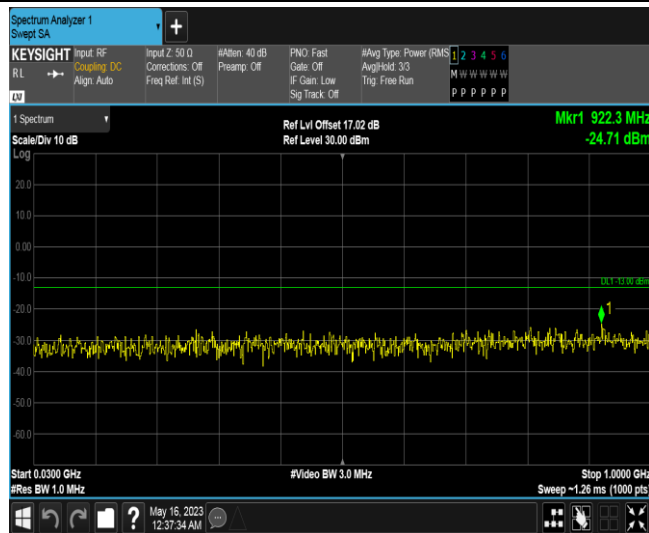 Spectrum Analyzer 1
Swept SA
+
KEYSIGHT
RL
Input: RF
Coupling: DC
Align: Auto
Input Z: 50 Ω
Corrections: Off
Freq Ref: Int (S)
#Atten: 40 dB
Preamp: Off
PNO: Fast
Gate: Off
IF Gain: Low
Sig Track: Off
#Avg Type: Power (RMS
Avg|Hold: 3/3
Trig: Free Run
1 2 3 4 5 6
M W W W W W
P P P P P P
1 Spectrum
Scale/Div 10 dB
Log
Ref Lvl Offset 17.02 dB
Ref Level 30.00 dBm
Mkr1 922.3 MHz
-24.71 dBm
20.0
10.0
0.00
-10.0
-20.0
-30.0
-40.0
-50.0
-60.0
DL1 -13.00 dBm
1
Start 0.0300 GHz
#Res BW 1.0 MHz
#Video BW 3.0 MHz
Stop 1.0000 GHz
Sweep ~1.26 ms (1000 pts)
?
May 16, 2023
12:37:34 AM